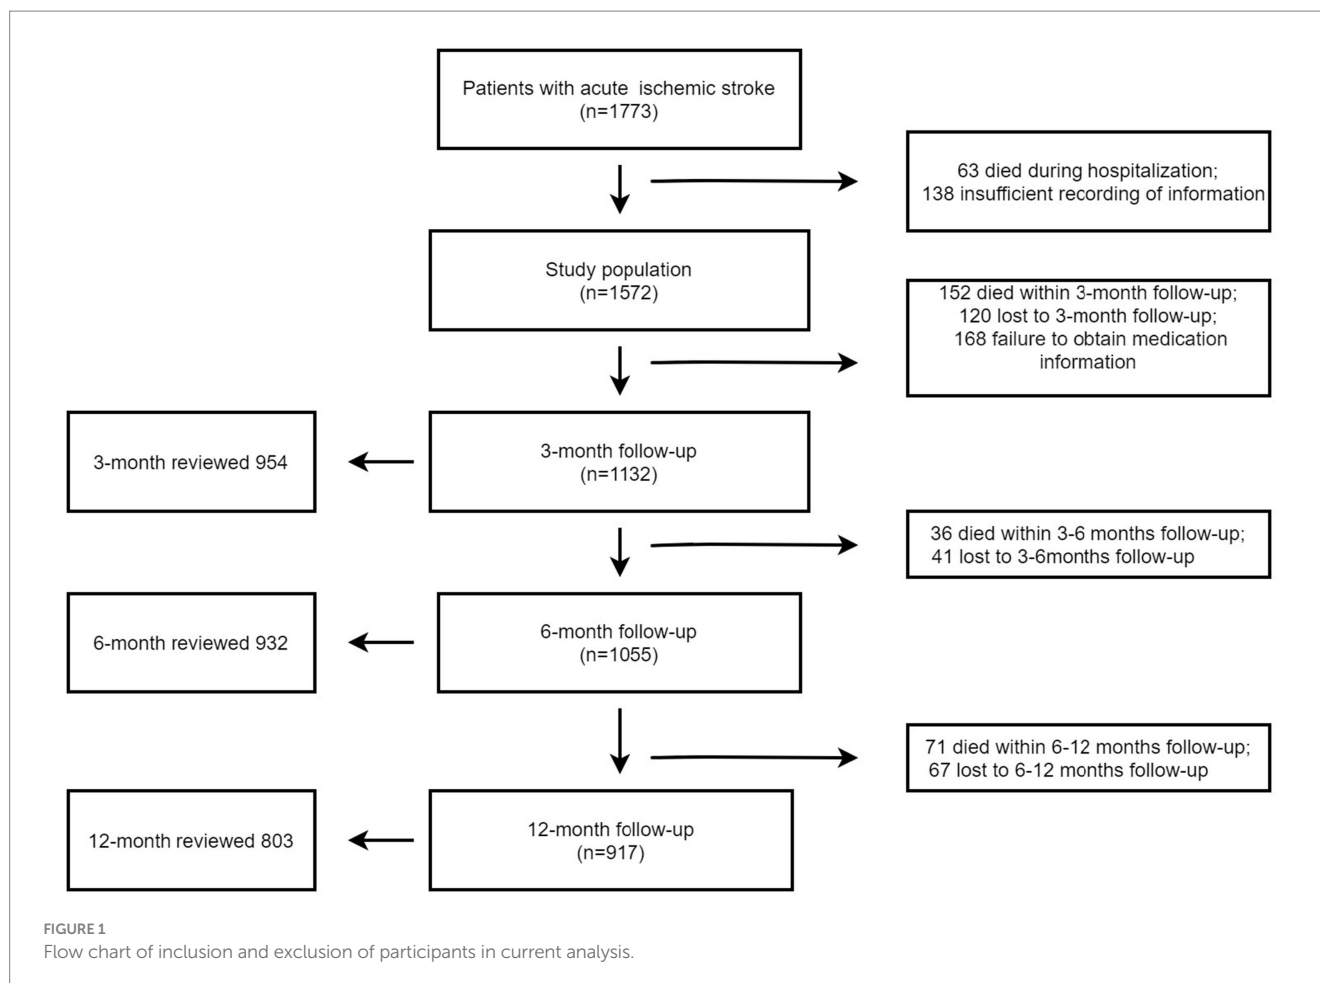 Patients with acute ischemic stroke
(n=1773)
63 died during hospitalization;
138 insufficient recording of information
Study population
(n=1572)
152 died within 3-month follow-up;
120 lost to 3-month follow-up;
168 failure to obtain medication
information
3-month reviewed 954
3-month follow-up
(n=1132)
36 died within 3-6 months follow-up;
41 lost to 3-6months follow-up
6-month reviewed 932
6-month follow-up
(n=1055)
71 died within 6-12 months follow-up;
67 lost to 6-12 months follow-up
12-month reviewed 803
12-month follow-up
(n=917)
FIGURE 1
Flow chart of inclusion and exclusion of participants in current analysis.